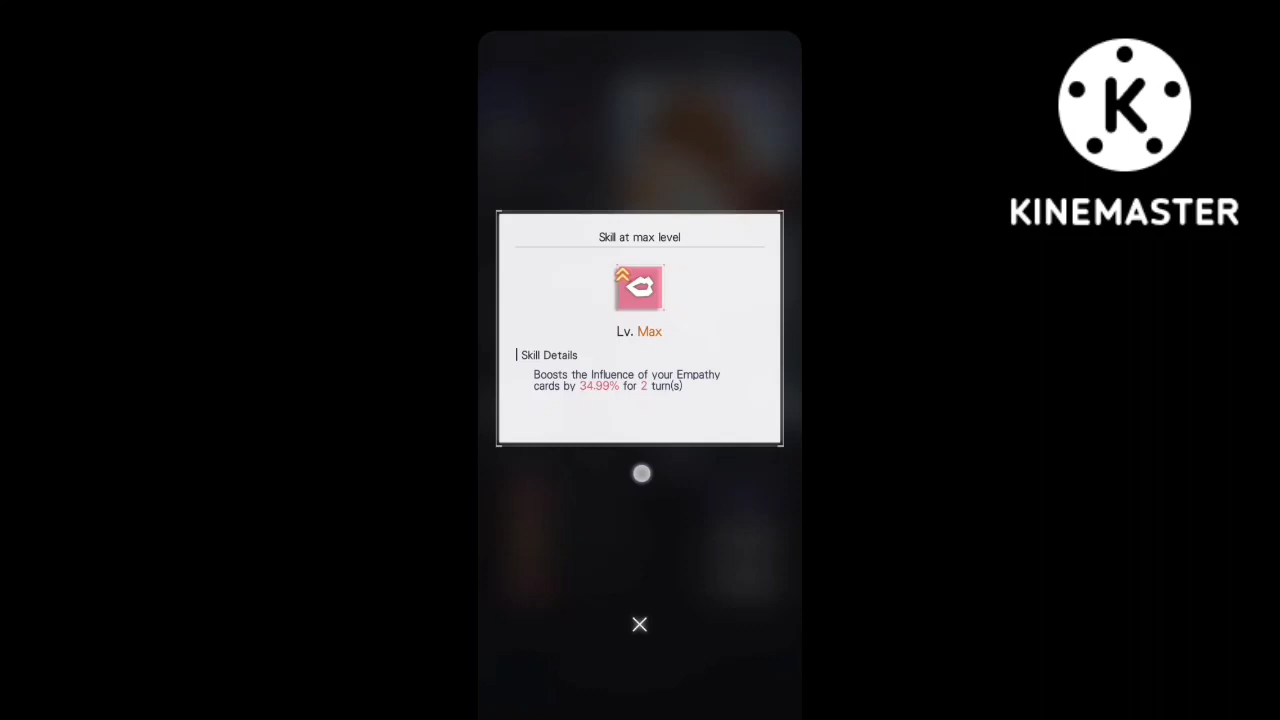 KINEMASTER
Skill at max level
Lv. Max
Skill Details
Boosts the Influence of your Empathy
cards by 34.99% for 2 turn(s)